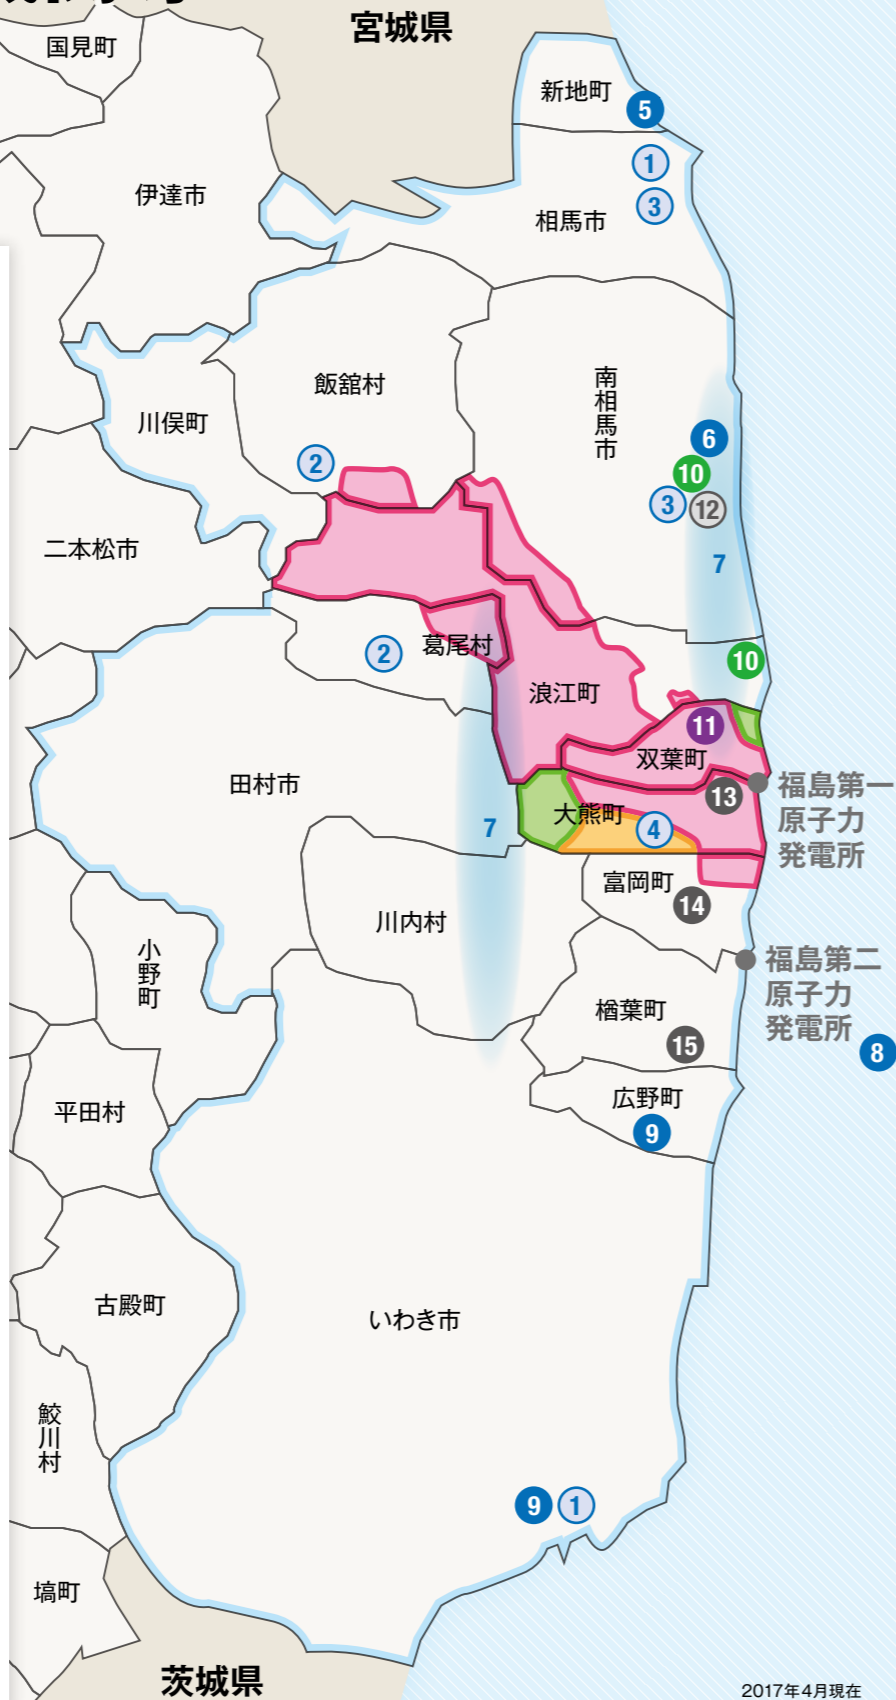 宮城県
国見町
新地町
5
1
伊達市
3
相馬市
飯舘村
南相馬市
川俣町
6
2
10
3
12
二本松市
7
2
葛尾村
10
浪江町
11
双葉町
田村市
13
福島第一
原子力
発電所
大熊町
7
4
富岡町
14
川内村
小野町
福島第二
原子力
発電所
楢葉町
15
8
広野町
平田村
9
古殿町
いわき市
鮫川村
9
1
塙町
茨城県
2017年4月現在